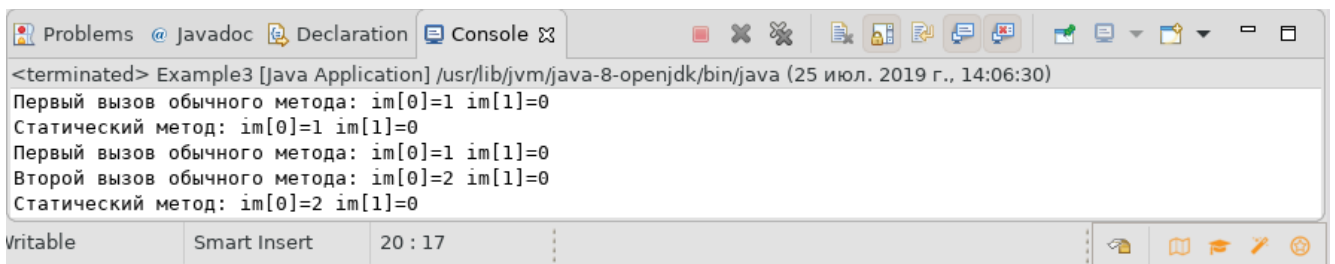 Problems @ Javadoc Declaration Console
<terminated> Example3 [Java Application] /usr/lib/jvm/java-8-openjdk/bin/java (25 июл. 2019 г., 14:06:30)
Первый вызов обычного метода: im[0]=1 im[1]=0
Статический метод: im[0]=1 im[1]=0
Первый вызов обычного метода: im[0]=1 im[1]=0
Второй вызов обычного метода: im[0]=2 im[1]=0
Статический метод: im[0]=2 im[1]=0
Writable Smart Insert 20 : 17